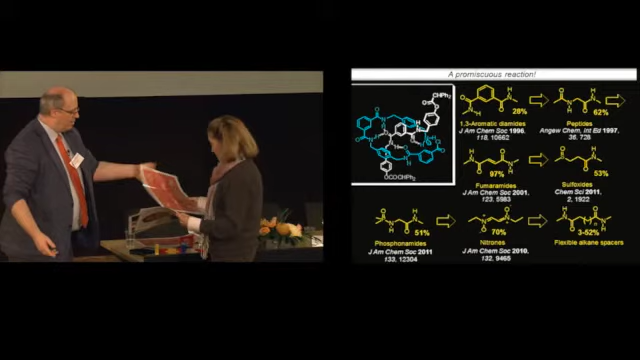 A promiscuous reaction!
OCHPh₂
28%
62%
1,3-Aromatic diamides
J Am Chem Soc 1996,
118, 10662
Peptides
Angew Chem, Int Ed 1997,
36, 728
97%
53%
Fumaramides
J Am Chem Soc 2001,
123, 5983
Sulfoxides
Chem Sci 2011,
2, 1922
OCOCHPh₂
51%
70%
3-52%
Phosphonamides
J Am Chem Soc 2011
133, 12304
Nitrones
J Am Chem Soc 2010,
132, 9465
Flexible alkane spacers